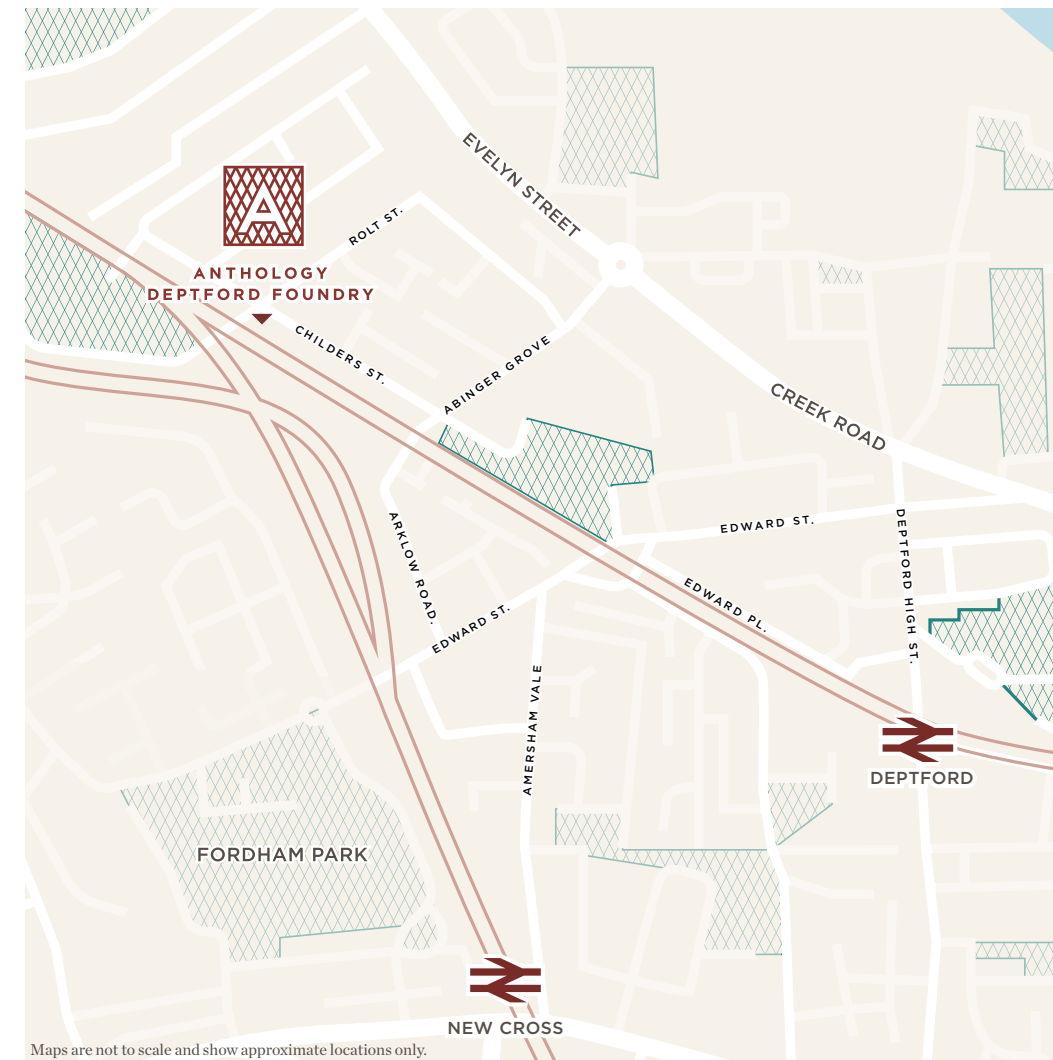 EVELYN STREET
ROLT ST.
A
ANTHOLOGY
DEPTFORD FOUNDRY
CHILDERS ST.
ABINGER GROVE
CREEK ROAD
ARKLOW ROAD.
EDWARD ST.
DEPTFORD HIGH ST.
EDWARD ST.
EDWARD PL.
AMERSHAM VALE
DEPTFORD
FORDHAM PARK
NEW CROSS
Maps are not to scale and show approximate locations only.